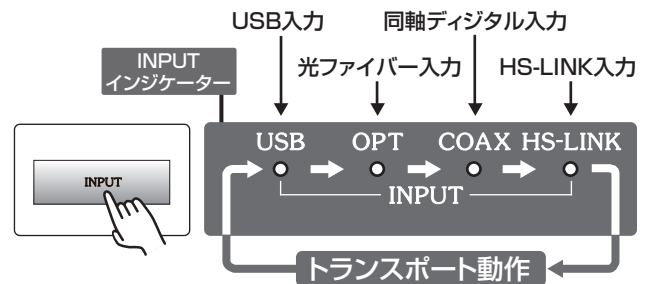 USB入力
同軸ディジタル入力
INPUT
インジケーター
光ファイバー入力
HS-LINK入力
USB OPT COAX HS-LINK
INPUT
INPUT
トランスポート動作